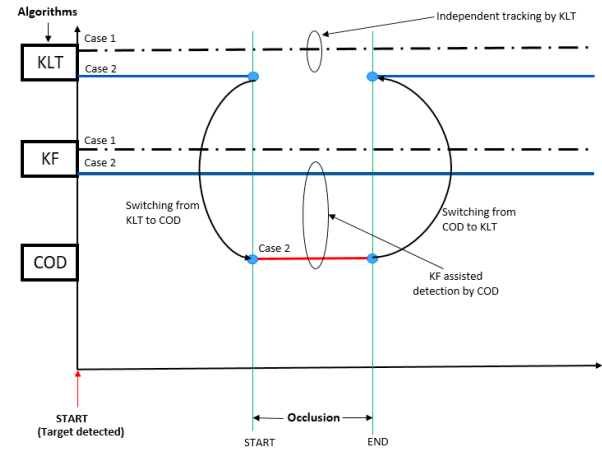 Algorithms
Independent tracking by KLT
Case 1
KLT
Case 2
Case 1
KF
Case 2
Switching from
KLT to COD
Switching from
COD to KLT
Case 2
COD
KF assisted
detection by COD
START
(Target detected)
Occlusion
START
END